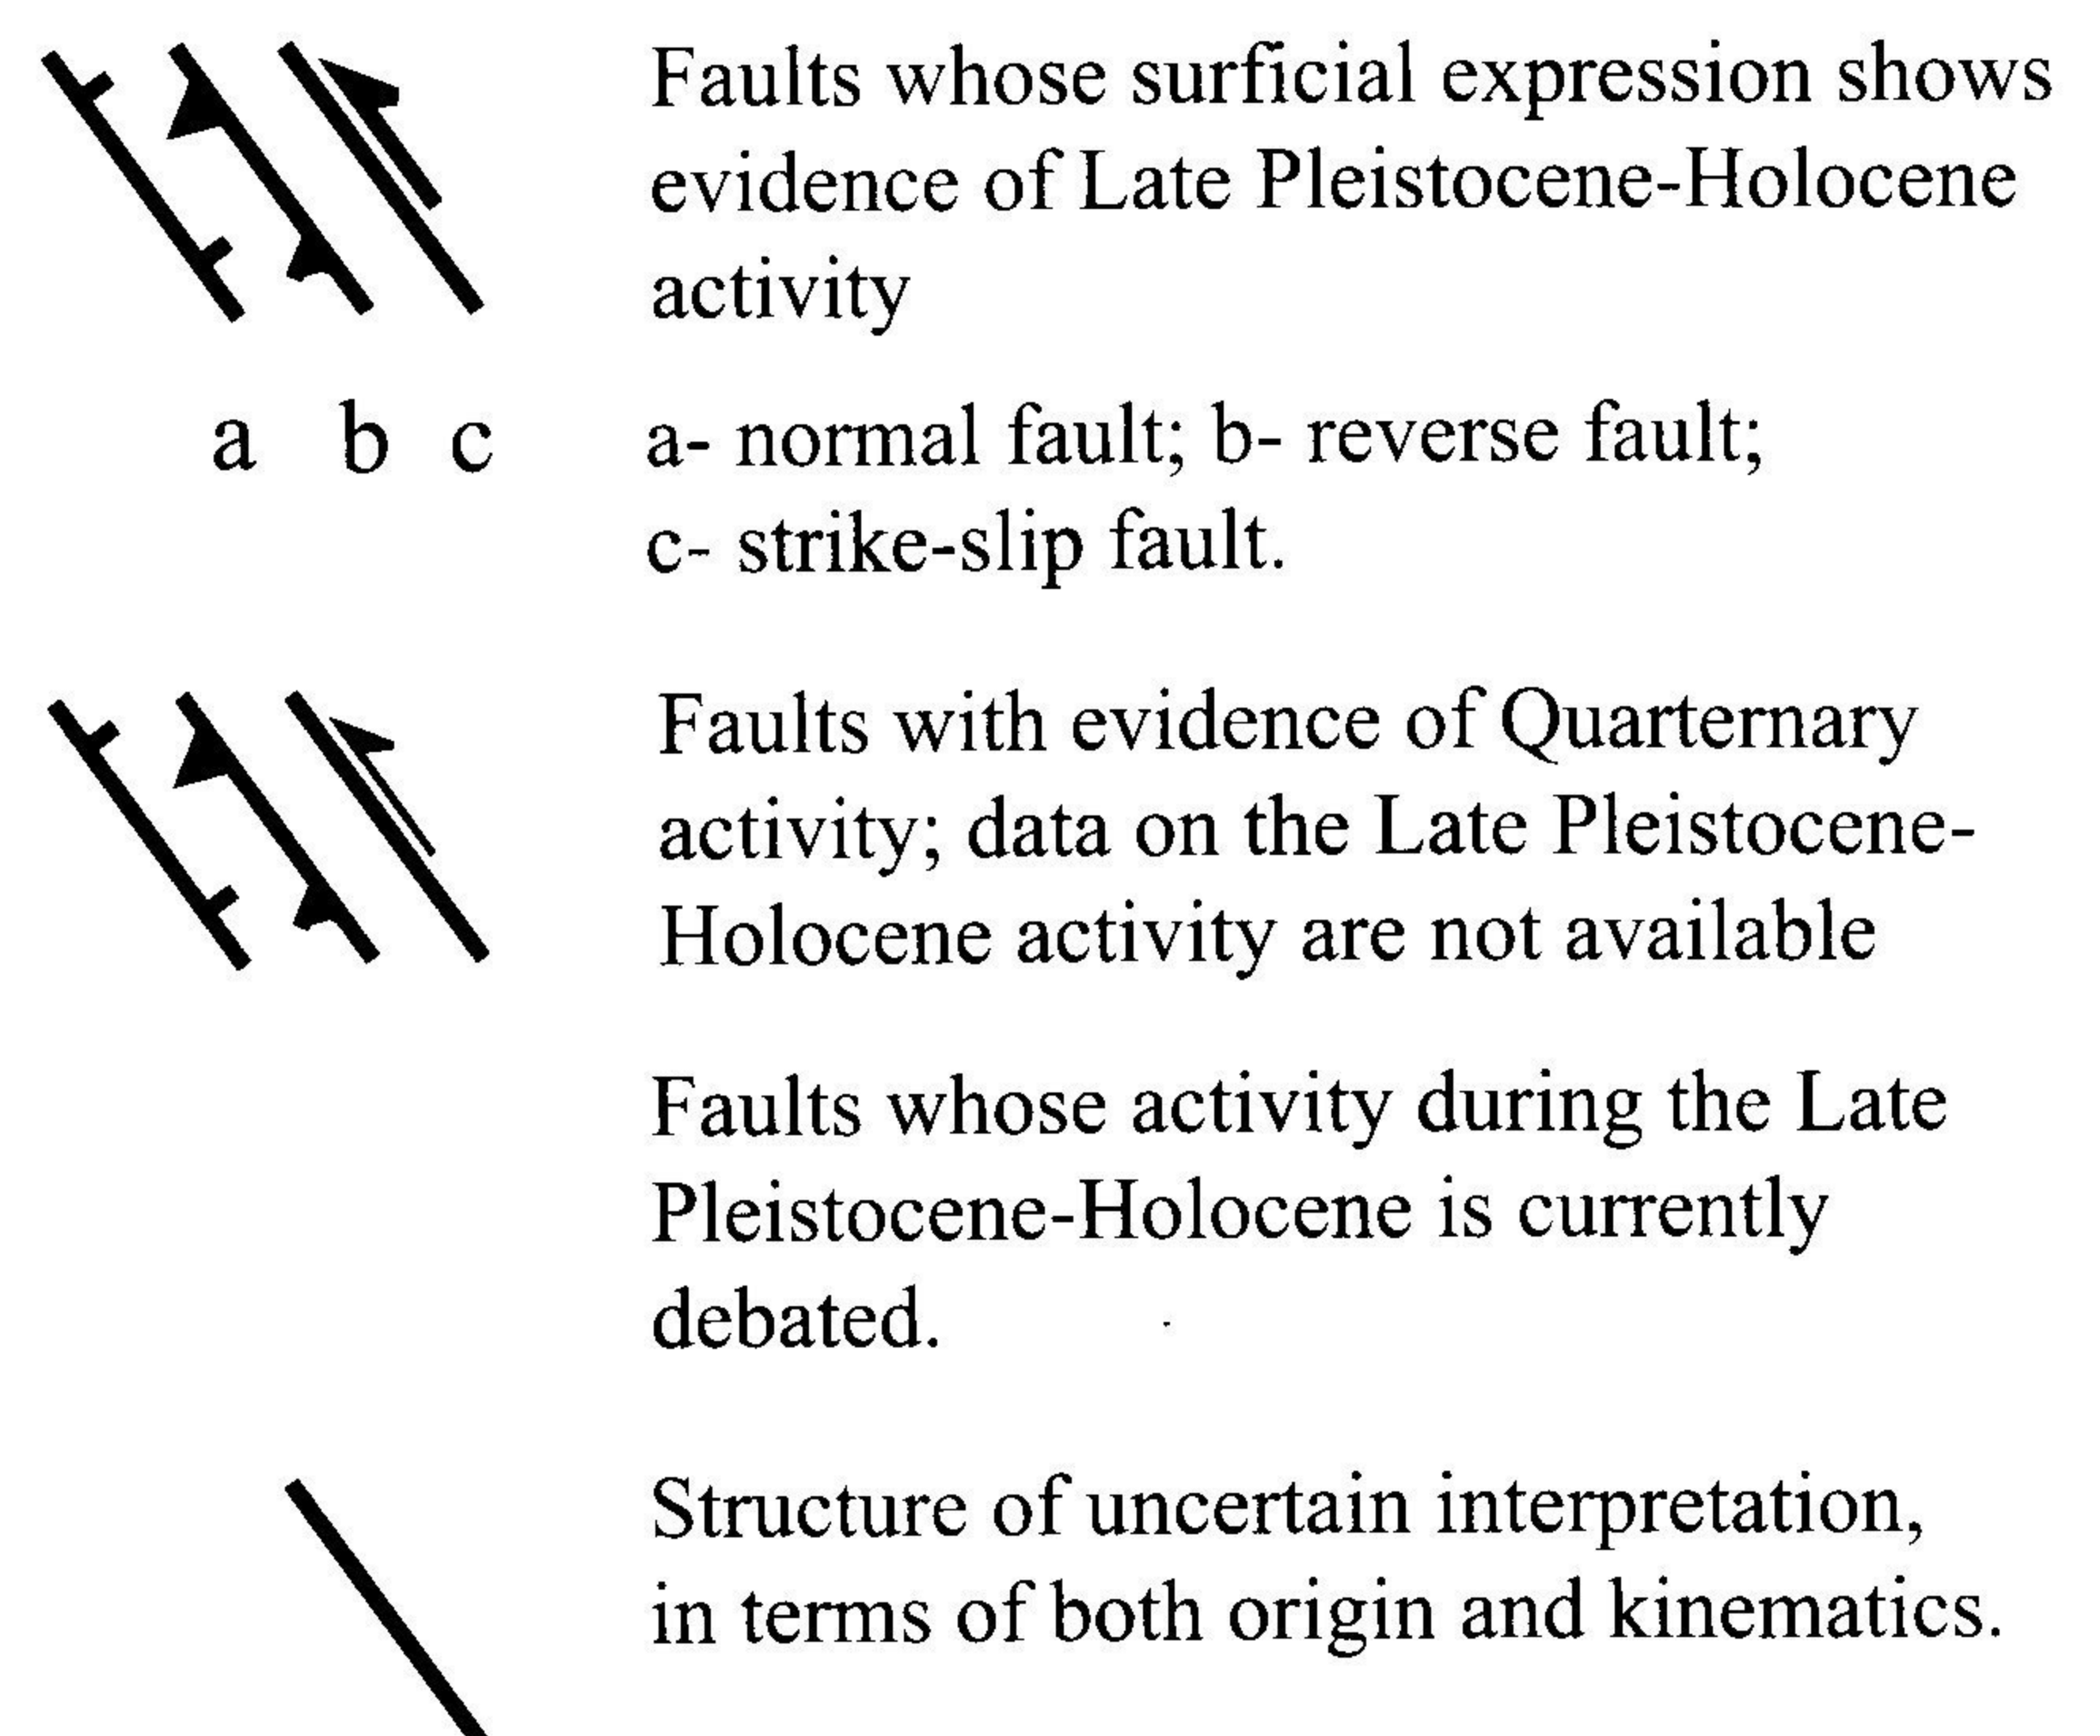 Faults whose surficial expression shows
evidence of Late Pleistocene-Holocene
activity
a b c
a- normal fault; b- reverse fault;
c- strike-slip fault.
Faults with evidence of Quarternary
activity; data on the Late Pleistocene-
Holocene activity are not available
Faults whose activity during the Late
Pleistocene-Holocene is currently
debated.
Structure of uncertain interpretation,
in terms of both origin and kinematics.